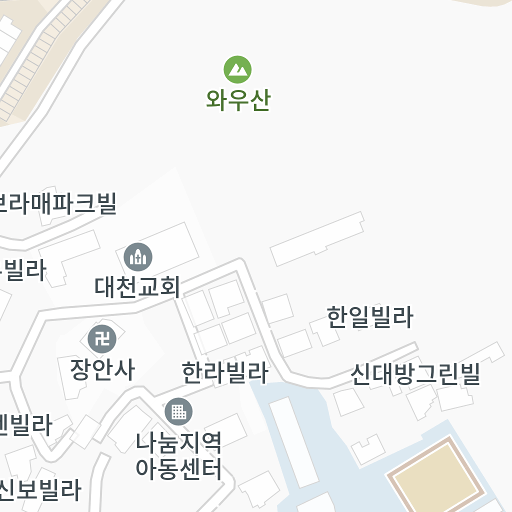 와우산
보라매파크빌
빌라
대천교회
한일빌라
장안사
한라빌라
신대방그린빌
빌라
나눔지역
아동센터
신보빌라